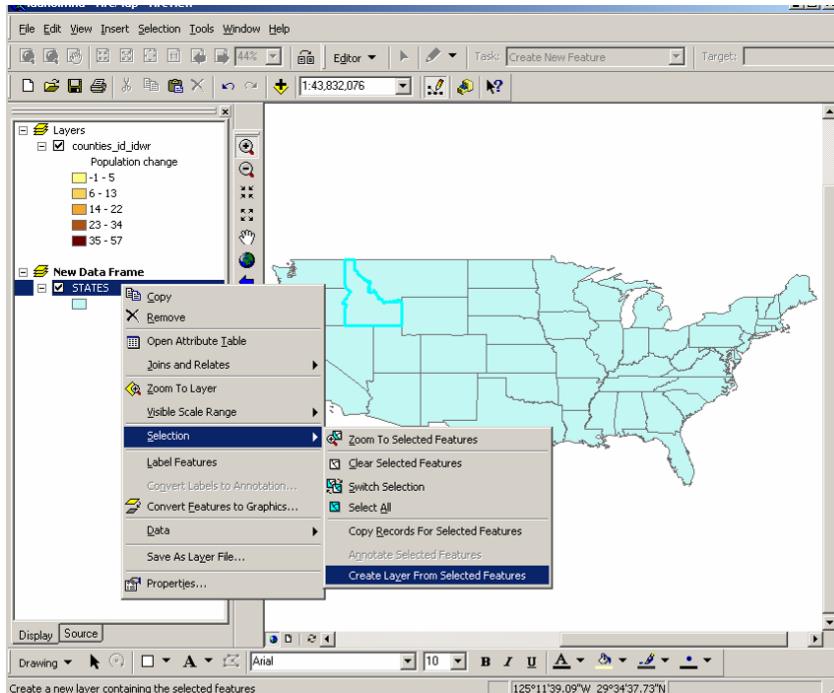 File Edit View Insert Selection Tools Window Help
44% Editor Task: Create New Feature Target:
1:43,832,076
Layers
counties_id_idwr
Population change
-1 - 5
6 - 13
14 - 22
23 - 34
35 - 57
New Data Frame
STATES
Copy
Remove
Open Attribute Table
Joins and Relates
Zoom To Layer
Visible Scale Range
Selection
Label Features
Convert Labels to Annotation...
Convert Features to Graphics...
Data
Save As Layer File...
Properties...
Zoom To Selected Features
Clear Selected Features
Switch Selection
Select All
Copy Records For Selected Features
Annotate Selected Features
Create Layer From Selected Features
Display Source
Drawing A Arial 10 B I U A
Create a new layer containing the selected features 125°11'39.09"W 29°34'37.73"N